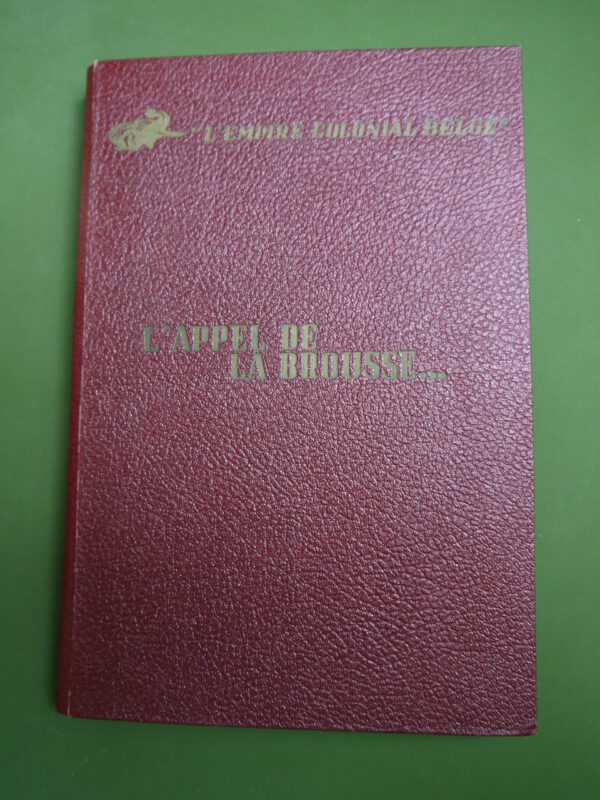 "L'EMPIRE COLONIAL BELGE"
L'APPEL DE
LA BROUSSE...